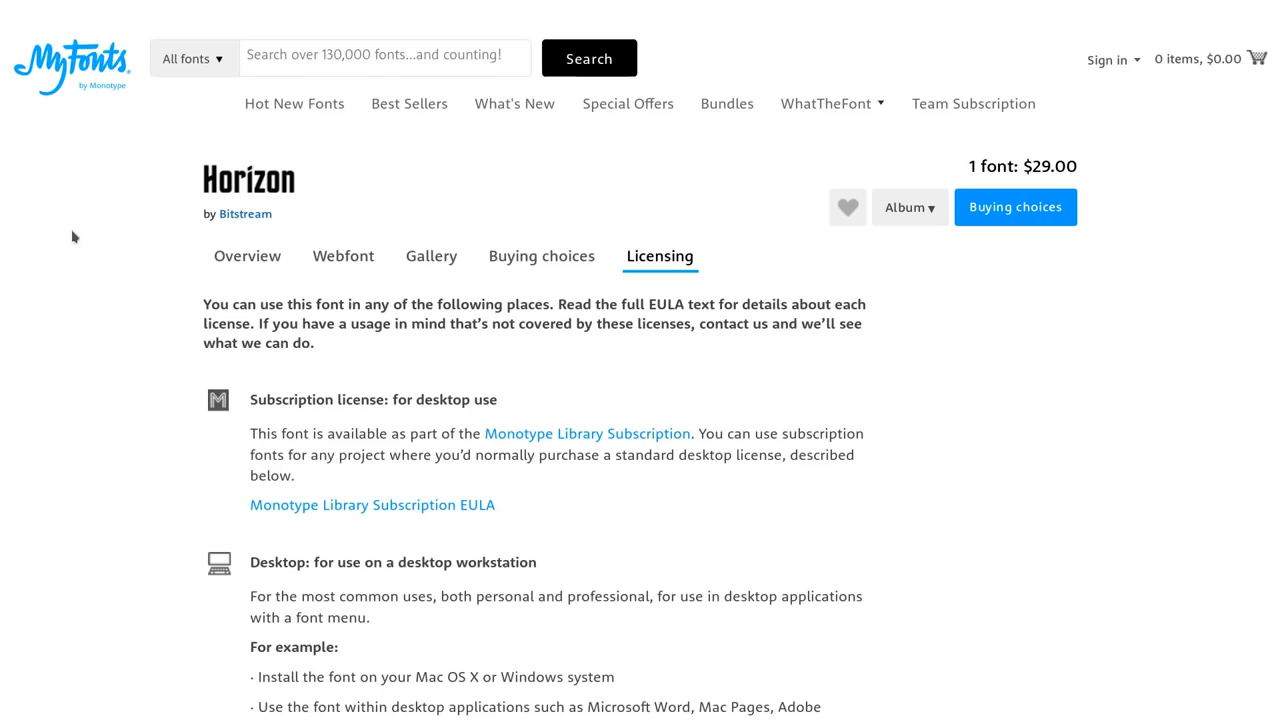 MyFonts
by Monotype
All fonts ▼
Search over 130,000 fonts...and counting!
Search
Sign in ▼
0 items, $0.00
Hot New Fonts
Best Sellers
What's New
Special Offers
Bundles
WhatTheFont ▼
Team Subscription
Horizon
by Bitstream
1 font: $29.00
Album ▾
Buying choices
Overview
Webfont
Gallery
Buying choices
Licensing
You can use this font in any of the following places. Read the full EULA text for details about each
license. If you have a usage in mind that’s not covered by these licenses, contact us and we’ll see
what we can do.
Subscription license: for desktop use
This font is available as part of the Monotype Library Subscription. You can use subscription
fonts for any project where you’d normally purchase a standard desktop license, described
below.
Monotype Library Subscription EULA
Desktop: for use on a desktop workstation
For the most common uses, both personal and professional, for use in desktop applications
with a font menu.
For example:
· Install the font on your Mac OS X or Windows system
· Use the font within desktop applications such as Microsoft Word, Mac Pages, Adobe